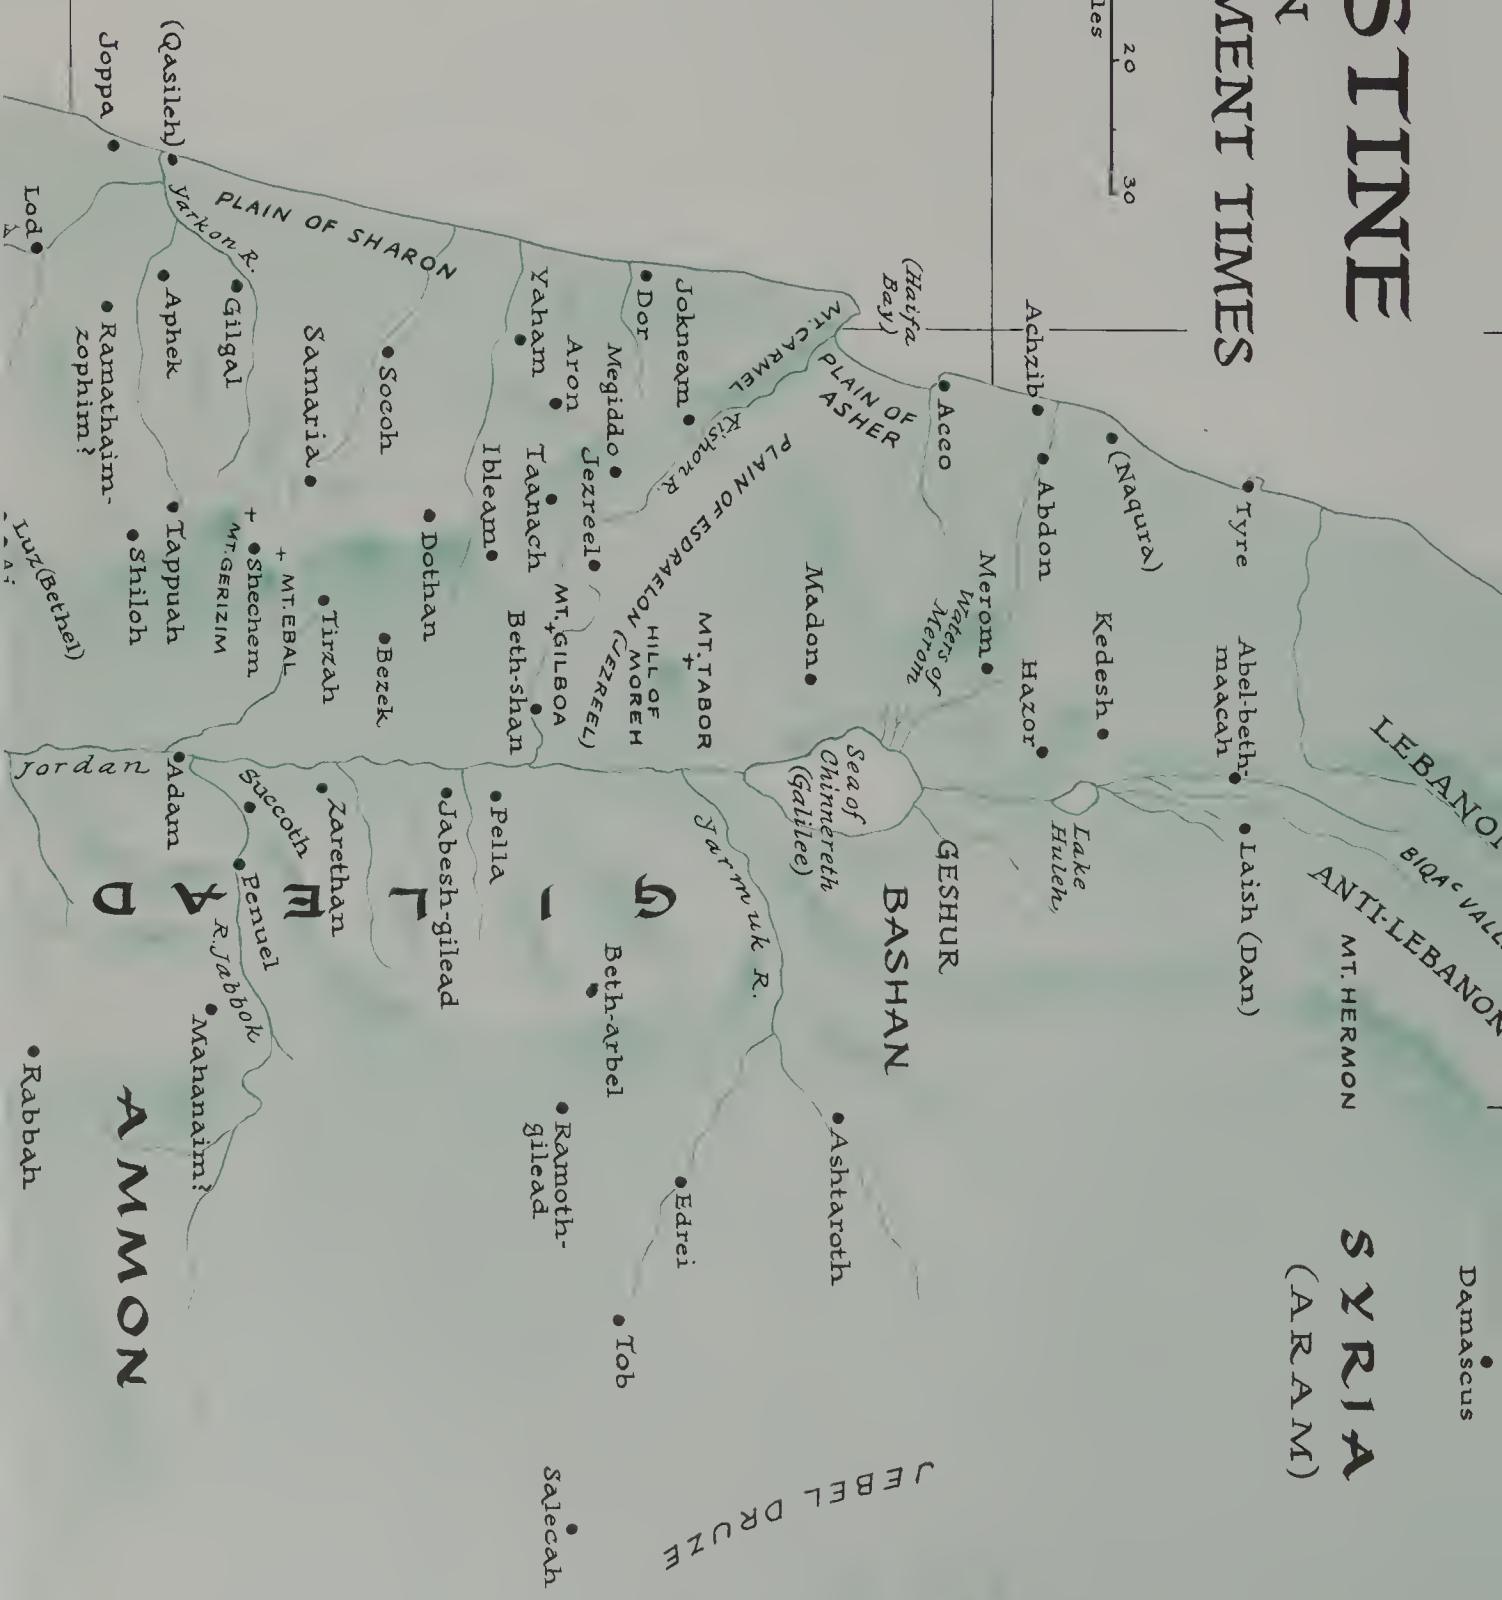 STINE
N
MENT TIMES
les
20
30
LEBANO
BIQAʿ VALL
ANTI-LEBANON
MT. HERMON
SYRIA
(ARAM)
Damascus
Tyre
Abel-beth-
maacah
Laish (Dan)
(Naqura)
Kedesh
Lake
Huleh
Achzib
Abdon
Hazor
Merom
Waters of
Merom
GESHUR
BASHAN
(Haifa
Bay)
Acco
PLAIN OF
ASHER
Madon
Sea of
Chinnereth
(Galilee)
Ashtaroth
JEBEL DRUZE
MT. CARMEL
Kishon R.
PLAIN OF ESDRAELON
(JEZREEL)
MT. TABOR
HILL OF
MOREH
Yarmuk R.
Edrei
Jokneam
Dor
Megiddo
Jezreel
MT. GILBOA
Beth-arbel
Tob
Aron
Yaham
Taanach
Beth-shan
Ramoth-
gilead
Salecah
Ibleam
Pella
GILEAD
PLAIN OF SHARON
Dothan
Jabesh-gilead
Socoh
Bezek
Samaria
Tirzah
Zarethan
MT. EBAL
Shechem
MT. GERIZIM
Succoth
Penuel
R. Jabbok
Mahanaim?
(Qasileh)
Yarkon R.
Gilgal
Aphek
Tappuah
Adam
Shiloh
AMMON
Joppa
Ramathaim-
zophim?
Luz (Bethel)
Jordan
Lod
Rabbah